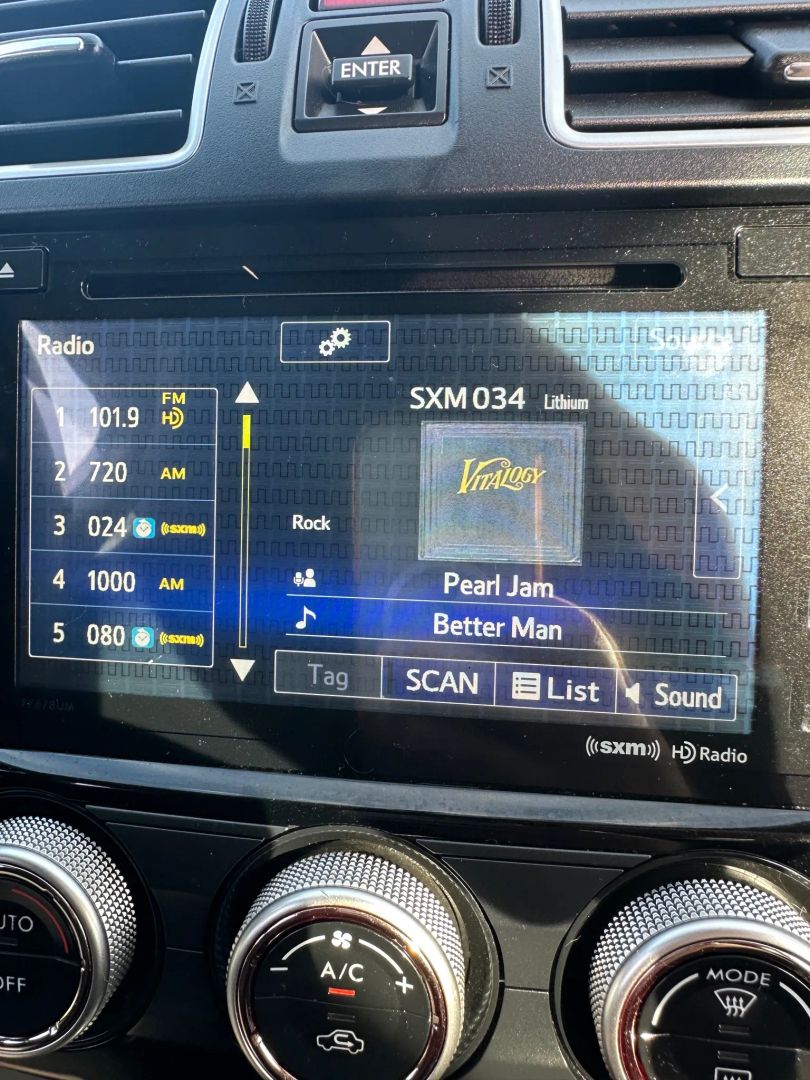 ENTER
Radio
Source
SXM 034 Lithium
1 101.9 FM HD
2 720 AM
3 024 ((sxm))
4 1000 AM
5 080 ((sxm))
VITALOGY
Rock
Pearl Jam
Better Man
Tag SCAN List Sound
((sxm)) HD Radio
AUTO
OFF
A/C
- +
MODE